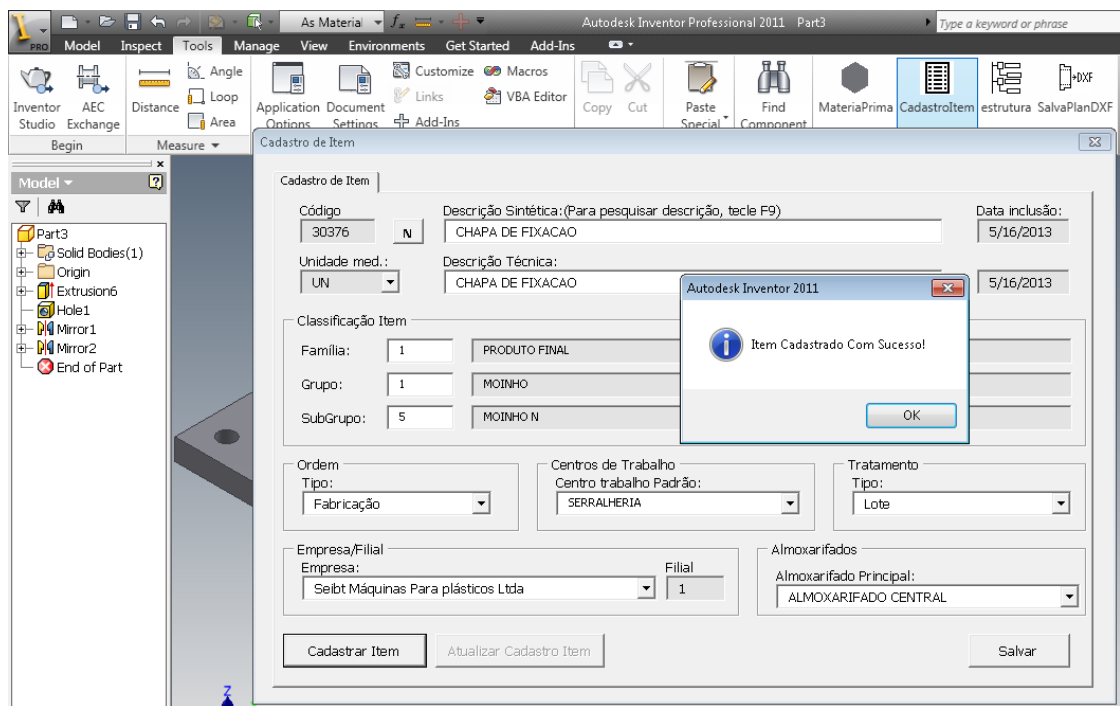 As Material
Autodesk Inventor Professional 2011 Part3
Type a keyword or phrase
PRO
Model Inspect Tools Manage View Environments Get Started Add-Ins
Inventor Studio
AEC Exchange
Begin
Distance
Angle
Loop
Area
Measure
Application Options
Document Settings
Customize
Links
Add-Ins
Macros
VBA Editor
Copy
Cut
Paste Special
Find Component
MateriaPrima
CadastroItem
estrutura
SalvaPlanDXF
DXF
Model
Part3
Solid Bodies(1)
Origin
Extrusion6
Hole1
Mirror1
Mirror2
End of Part
Z
Cadastro de Item
Cadastro de Item
Código
30376
N
Descrição Sintética:(Para pesquisar descrição, tecle F9)
CHAPA DE FIXACAO
Data inclusão:
5/16/2013
Unidade med.:
UN
Descrição Técnica:
CHAPA DE FIXACAO
5/16/2013
Classificação Item
Família: 1 PRODUTO FINAL
Grupo: 1 MOINHO
SubGrupo: 5 MOINHO N
Autodesk Inventor 2011
Item Cadastrado Com Sucesso!
OK
Ordem
Tipo:
Fabricação
Centros de Trabalho
Centro trabalho Padrão:
SERRALHERIA
Tratamento
Tipo:
Lote
Empresa/Filial
Empresa:
Seibt Máquinas Para plásticos Ltda
Filial
1
Almoxarifados
Almoxarifado Principal:
ALMOXARIFADO CENTRAL
Cadastrar Item
Atualizar Cadastro Item
Salvar